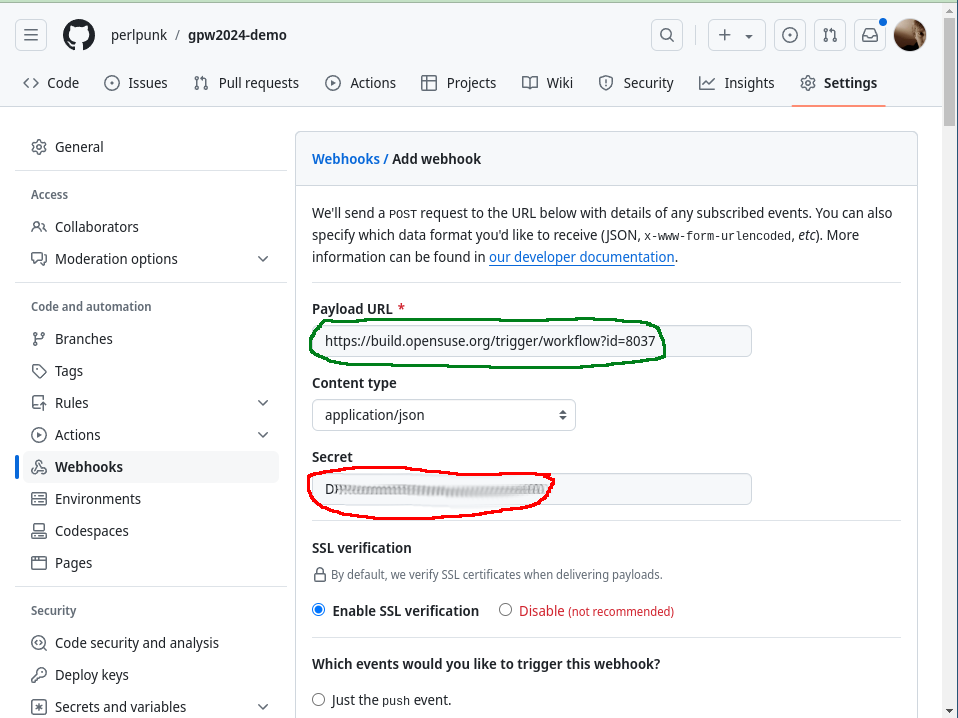 perlpunk / gpw2024-demo
Code Issues Pull requests Actions Projects Wiki Security Insights Settings
General
Access
Collaborators
Moderation options
Code and automation
Branches
Tags
Rules
Actions
Webhooks
Environments
Codespaces
Pages
Security
Code security and analysis
Deploy keys
Secrets and variables
Webhooks / Add webhook
We'll send a POST request to the URL below with details of any subscribed events. You can also
specify which data format you'd like to receive (JSON, x-www-form-urlencoded, etc). More
information can be found in our developer documentation.
Payload URL *
https://build.opensuse.org/trigger/workflow?id=8037
Content type
application/json
Secret
SSL verification
By default, we verify SSL certificates when delivering payloads.
Enable SSL verification Disable (not recommended)
Which events would you like to trigger this webhook?
Just the push event.